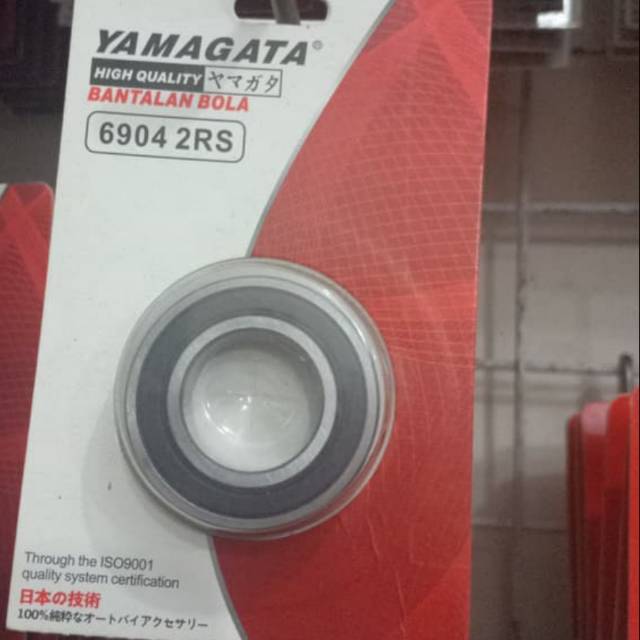 YAMAGATA®
HIGH QUALITY ヤマガタ
BANTALAN BOLA
6904 2RS
Through the ISO9001
quality system certification
日本の技術
100%純粋なオートバイアクセサリー